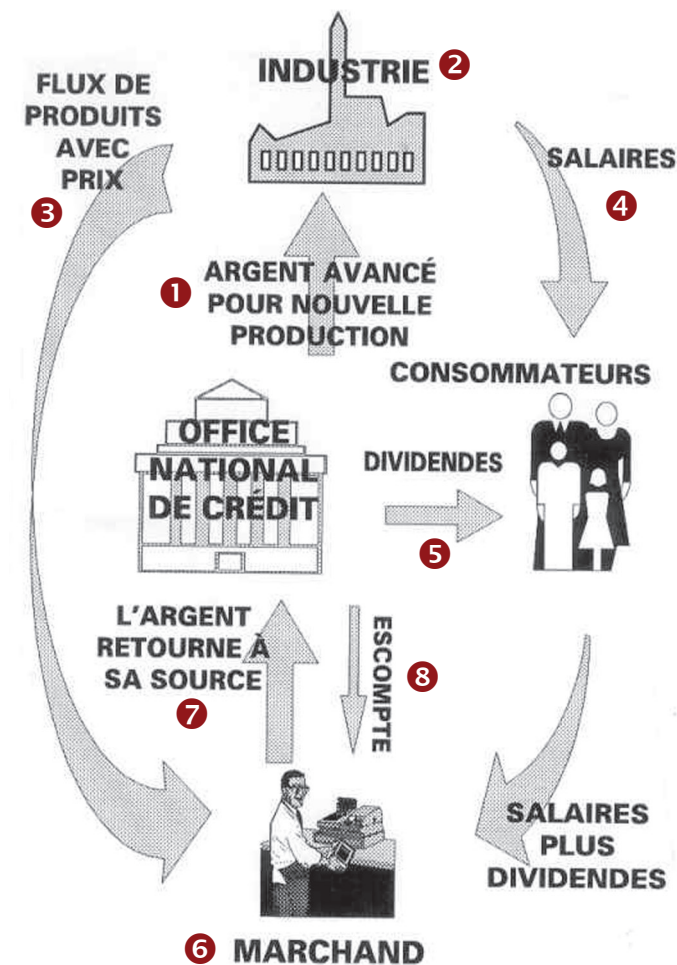 INDUSTRIE 2
FLUX DE
PRODUITS
AVEC
PRIX
3
SALAIRES
4
1
ARGENT AVANCÉ
POUR NOUVELLE
PRODUCTION
CONSOMMATEURS
OFFICE
NATIONAL
DE CRÉDIT
DIVIDENDES
5
L'ARGENT
RETOURNE À
SA SOURCE
7
ESCOMPTE
8
SALAIRES
PLUS
DIVIDENDES
6 MARCHAND